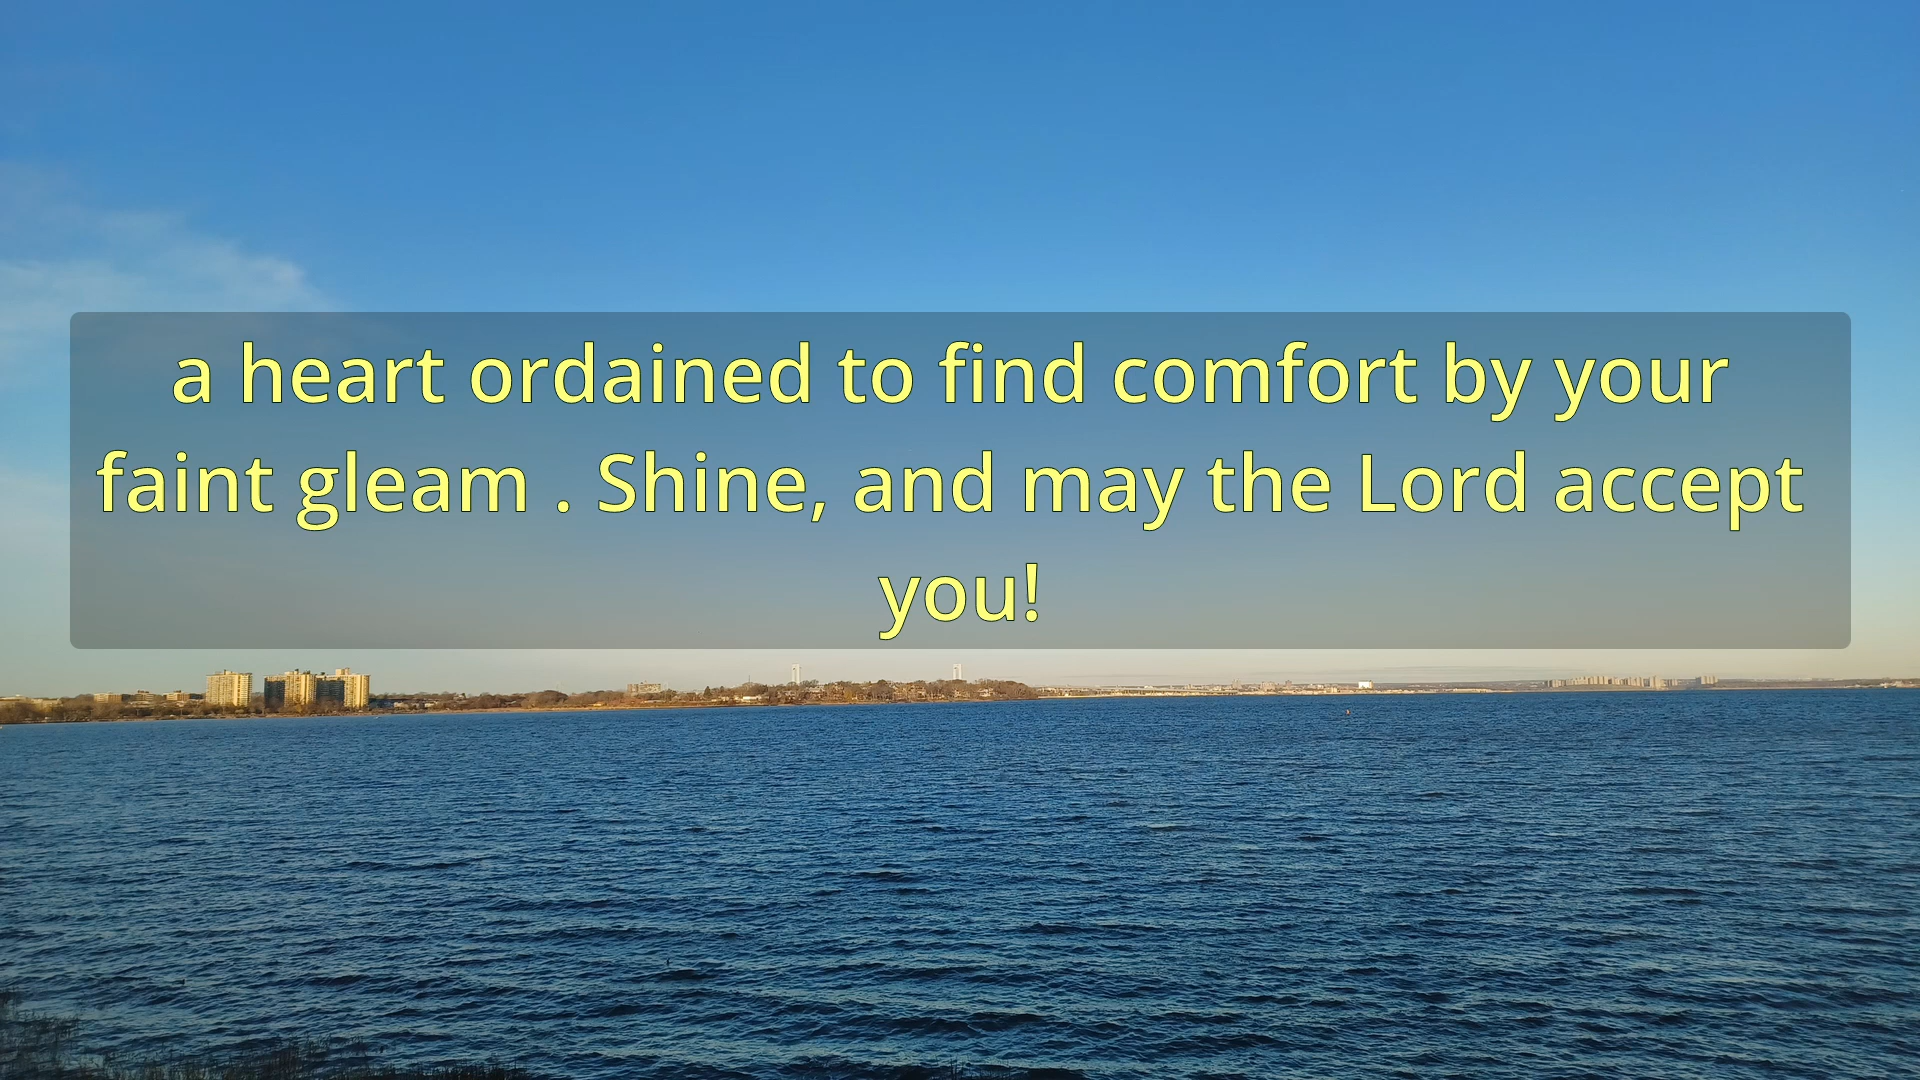 a heart ordained to find comfort by your
faint gleam . Shine, and may the Lord accept
you!